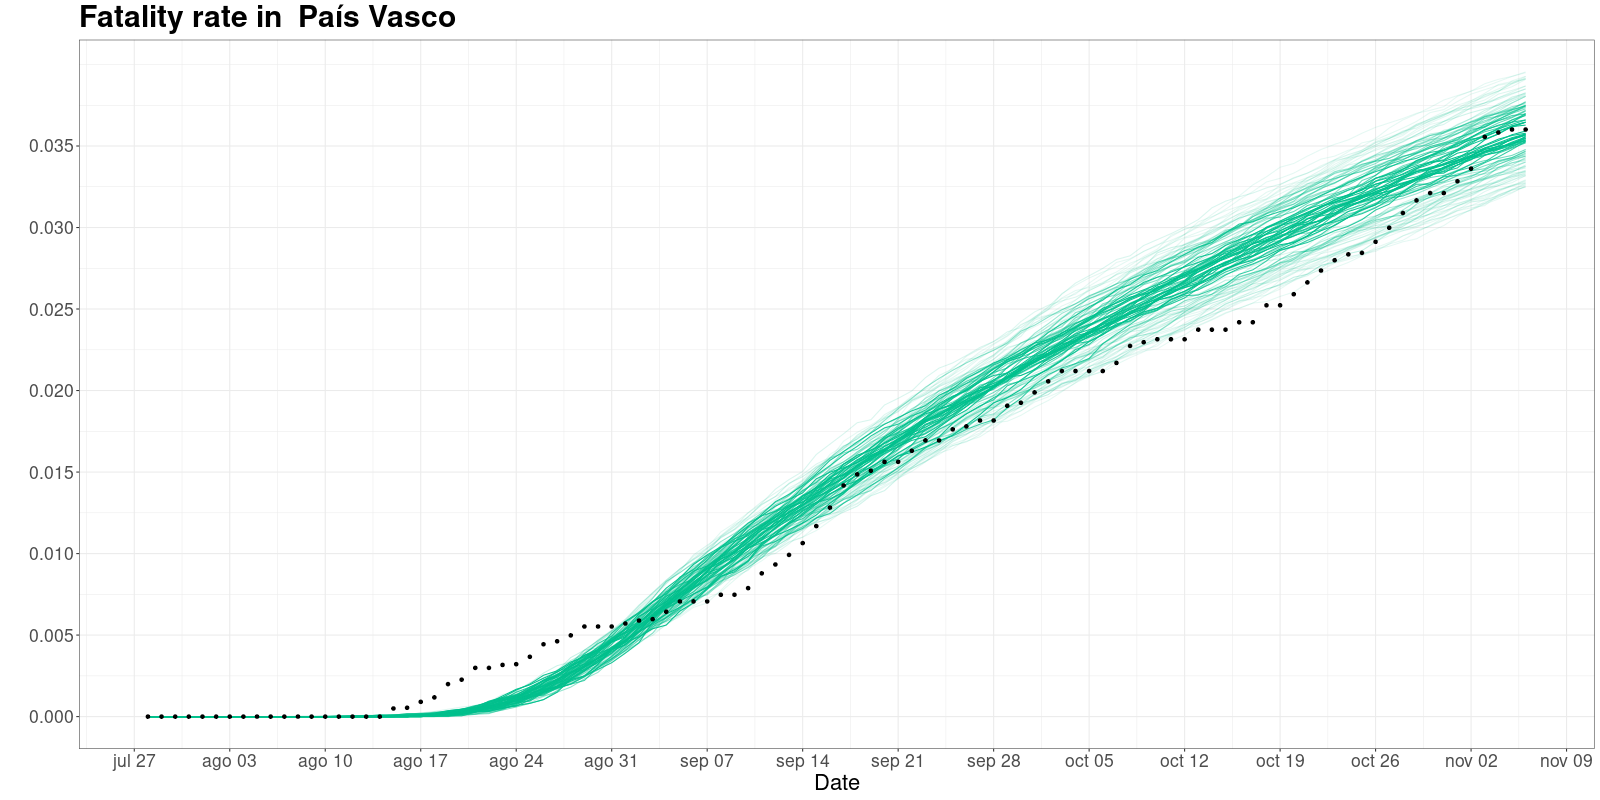 Fatality rate in  País Vasco
0.035
0.030
0.025
0.020
0.015
0.010
0.005
0.000
jul 27 ago 03 ago 10 ago 17 ago 24 ago 31 sep 07 sep 14 sep 21 sep 28 oct 05 oct 12 oct 19 oct 26 nov 02 nov 09
Date